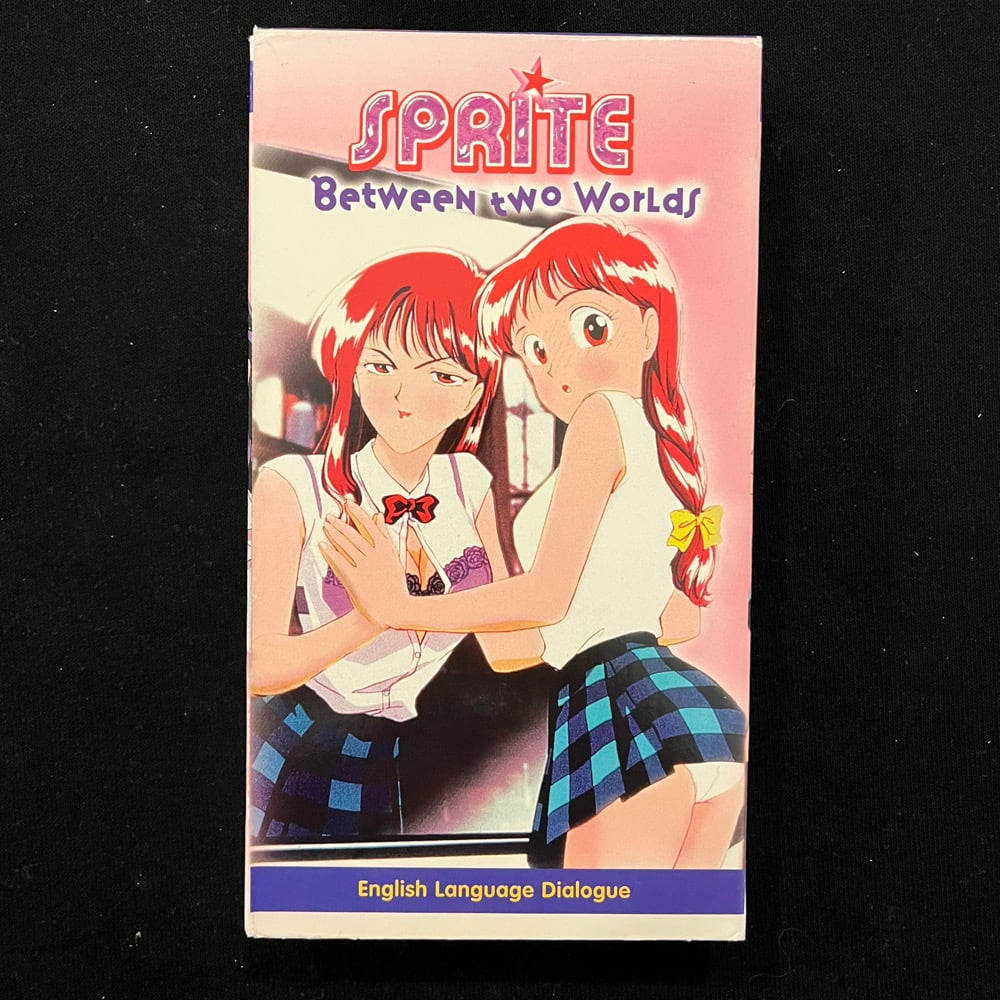 SPRITE
Between two Worlds
English Language Dialogue